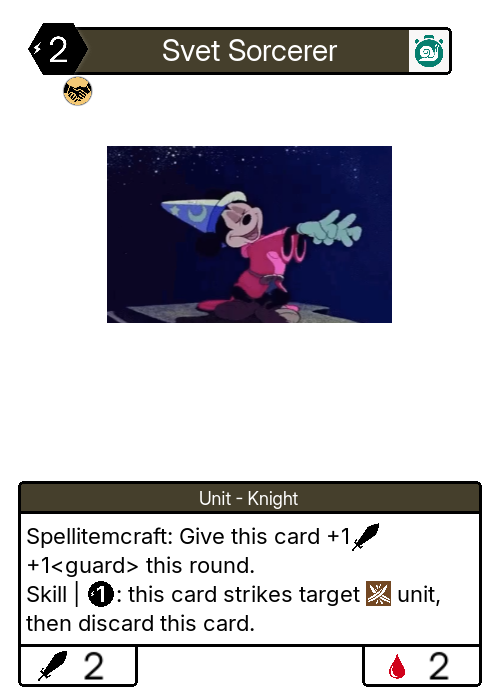 2 Svet Sorcerer
Unit - Knight
Spellitemcraft: Give this card +1
+1<guard> this round.
Skill | 1: this card strikes target unit,
then discard this card.
2 2